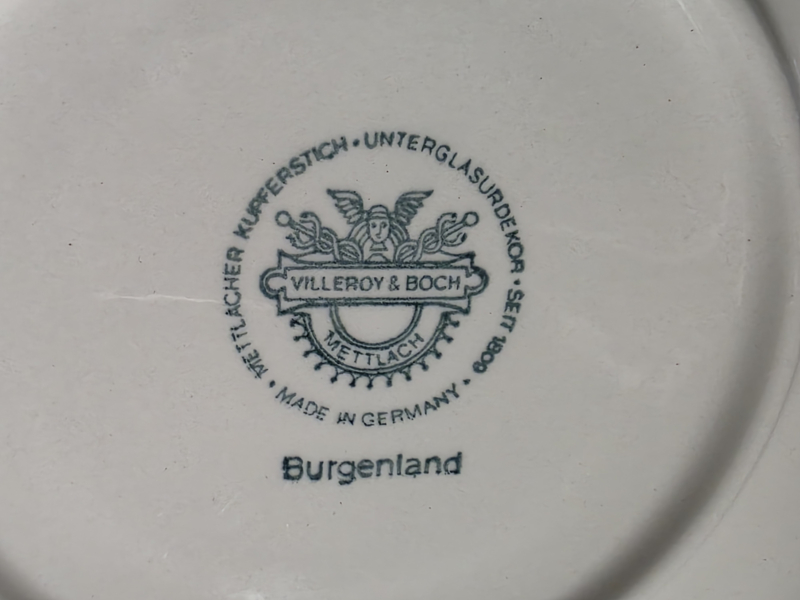 METTLACHER KUPFERSTICH · UNTERGLASURDEKOR · SEIT 1809 ·
VILLEROY & BOCH
METTLACH
MADE IN GERMANY
Burgenland